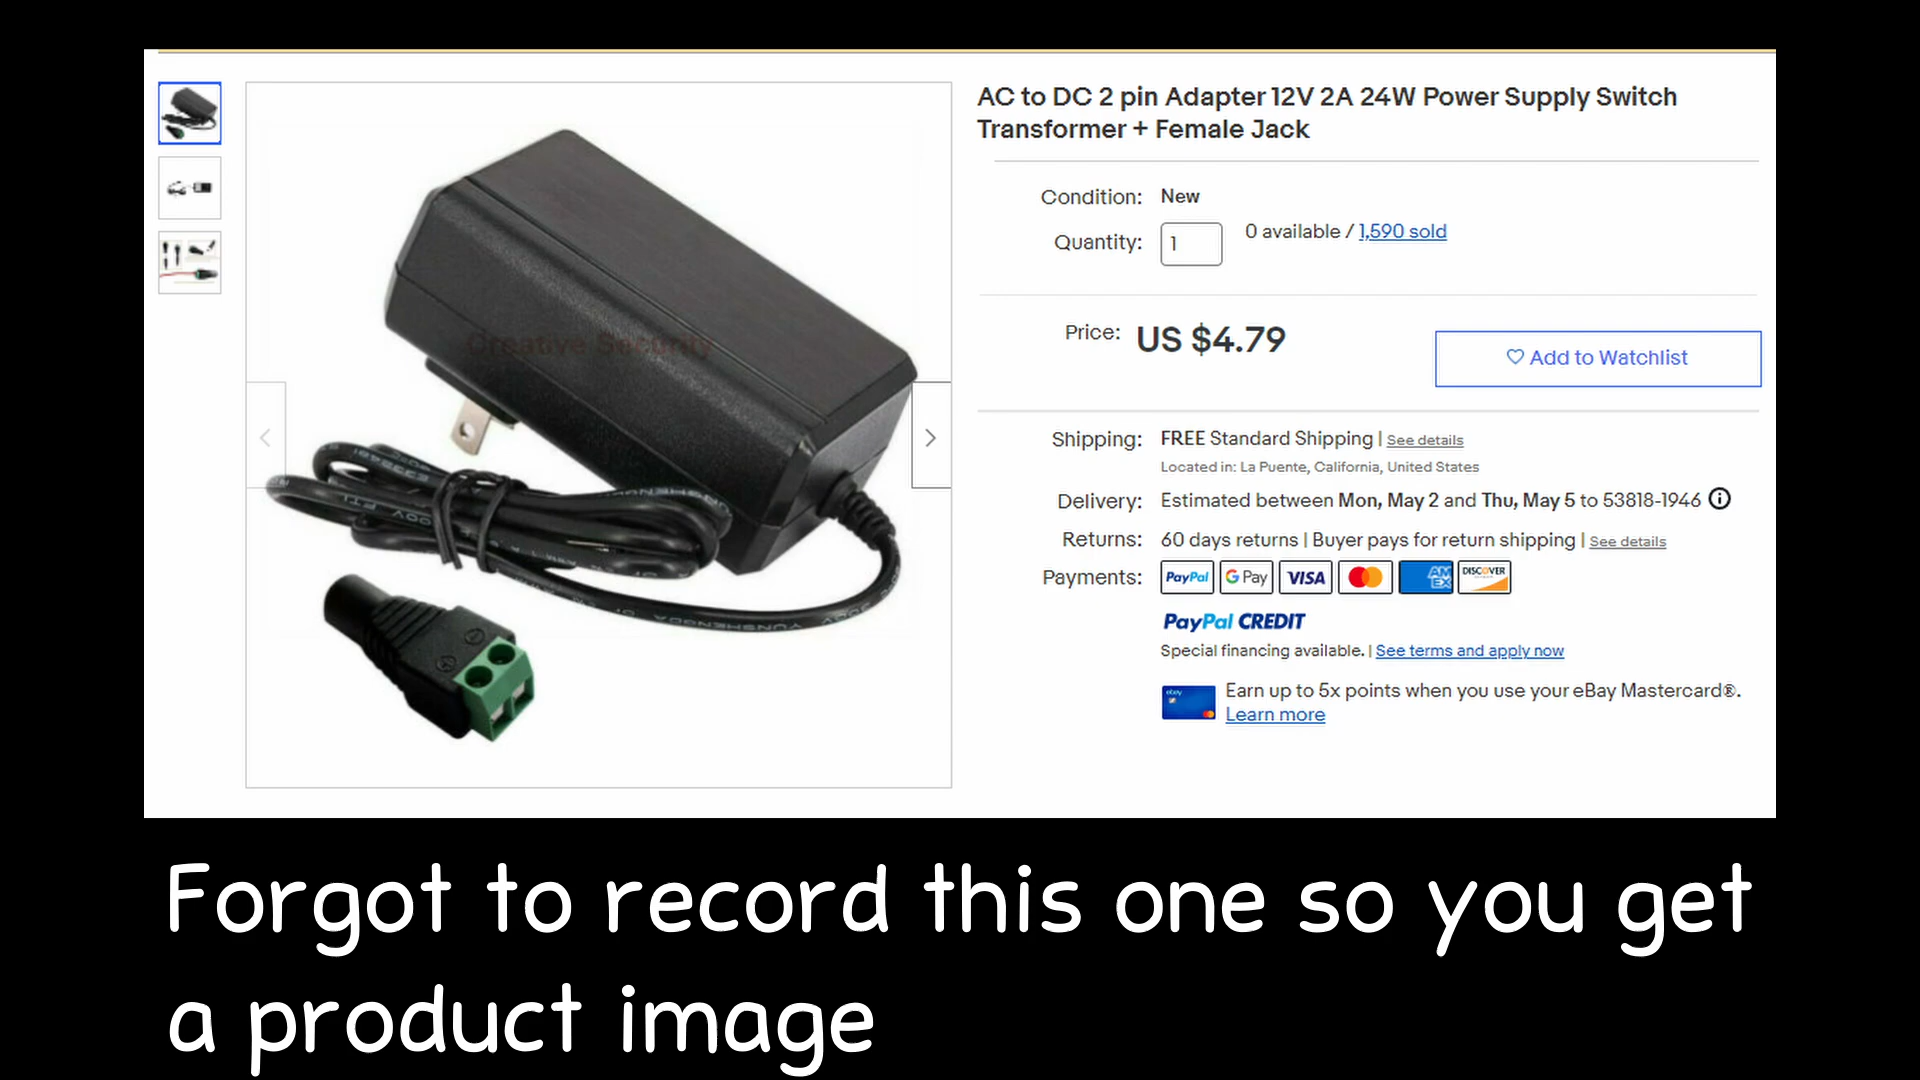 AC to DC 2 pin Adapter 12V 2A 24W Power Supply Switch
Transformer + Female Jack
Condition: New
Quantity: 1 0 available / 1,590 sold
Price: US $4.79
Add to Watchlist
Creative Security
YUNSHENGDA
Shipping: FREE Standard Shipping | See details
Located in: La Puente, California, United States
Delivery: Estimated between Mon, May 2 and Thu, May 5 to 53818-1946
Returns: 60 days returns | Buyer pays for return shipping | See details
Payments: PayPal G Pay VISA AMEX DISCOVER
PayPal CREDIT
Special financing available. | See terms and apply now
ebay
Earn up to 5x points when you use your eBay Mastercard®.
Learn more
Forgot to record this one so you get
a product image